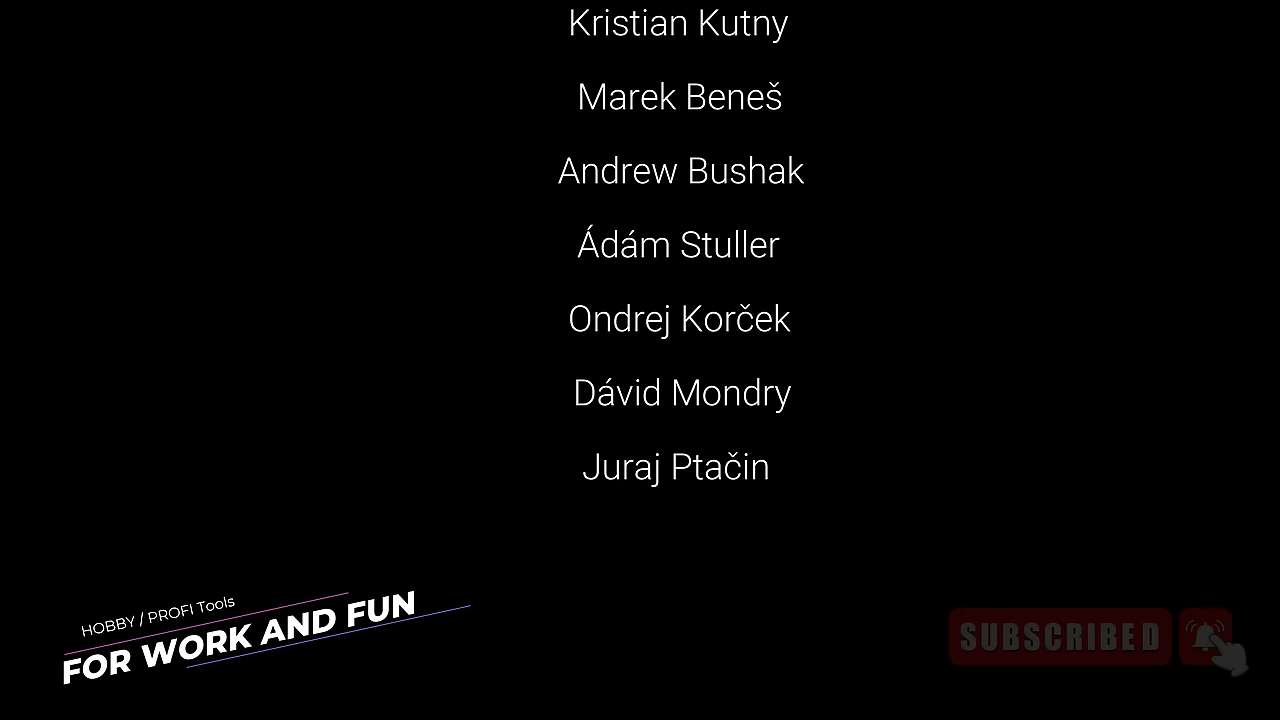 Kristian Kutny
Marek Beneš
Andrew Bushak
Ádám Stuller
Ondrej Korček
Dávid Mondry
Juraj Ptačin
HOBBY / PROFI Tools
FOR WORK AND FUN
SUBSCRIBED